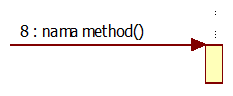 8 : nama method()